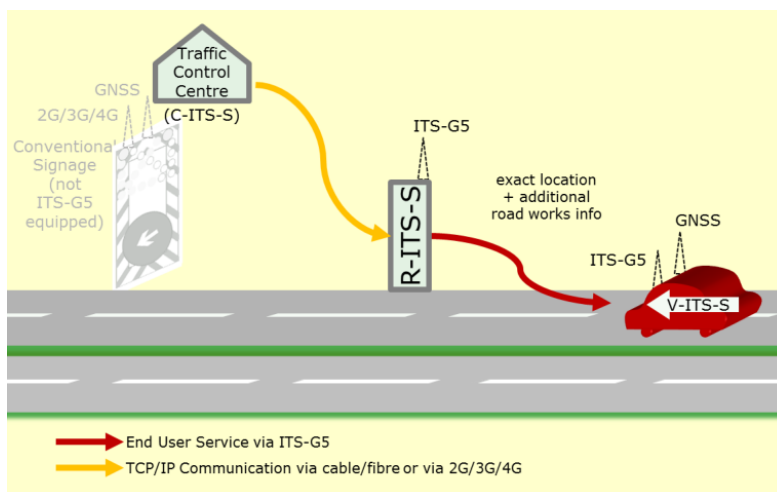 Traffic
Control
Centre
(C-ITS-S)
GNSS
2G/3G/4G
Conventional
Signage
(not
ITS-G5
equipped)
ITS-G5
R-ITS-S
exact location
+ additional
road works info
GNSS
ITS-G5
V-ITS-S
End User Service via ITS-G5
TCP/IP Communication via cable/fibre or via 2G/3G/4G